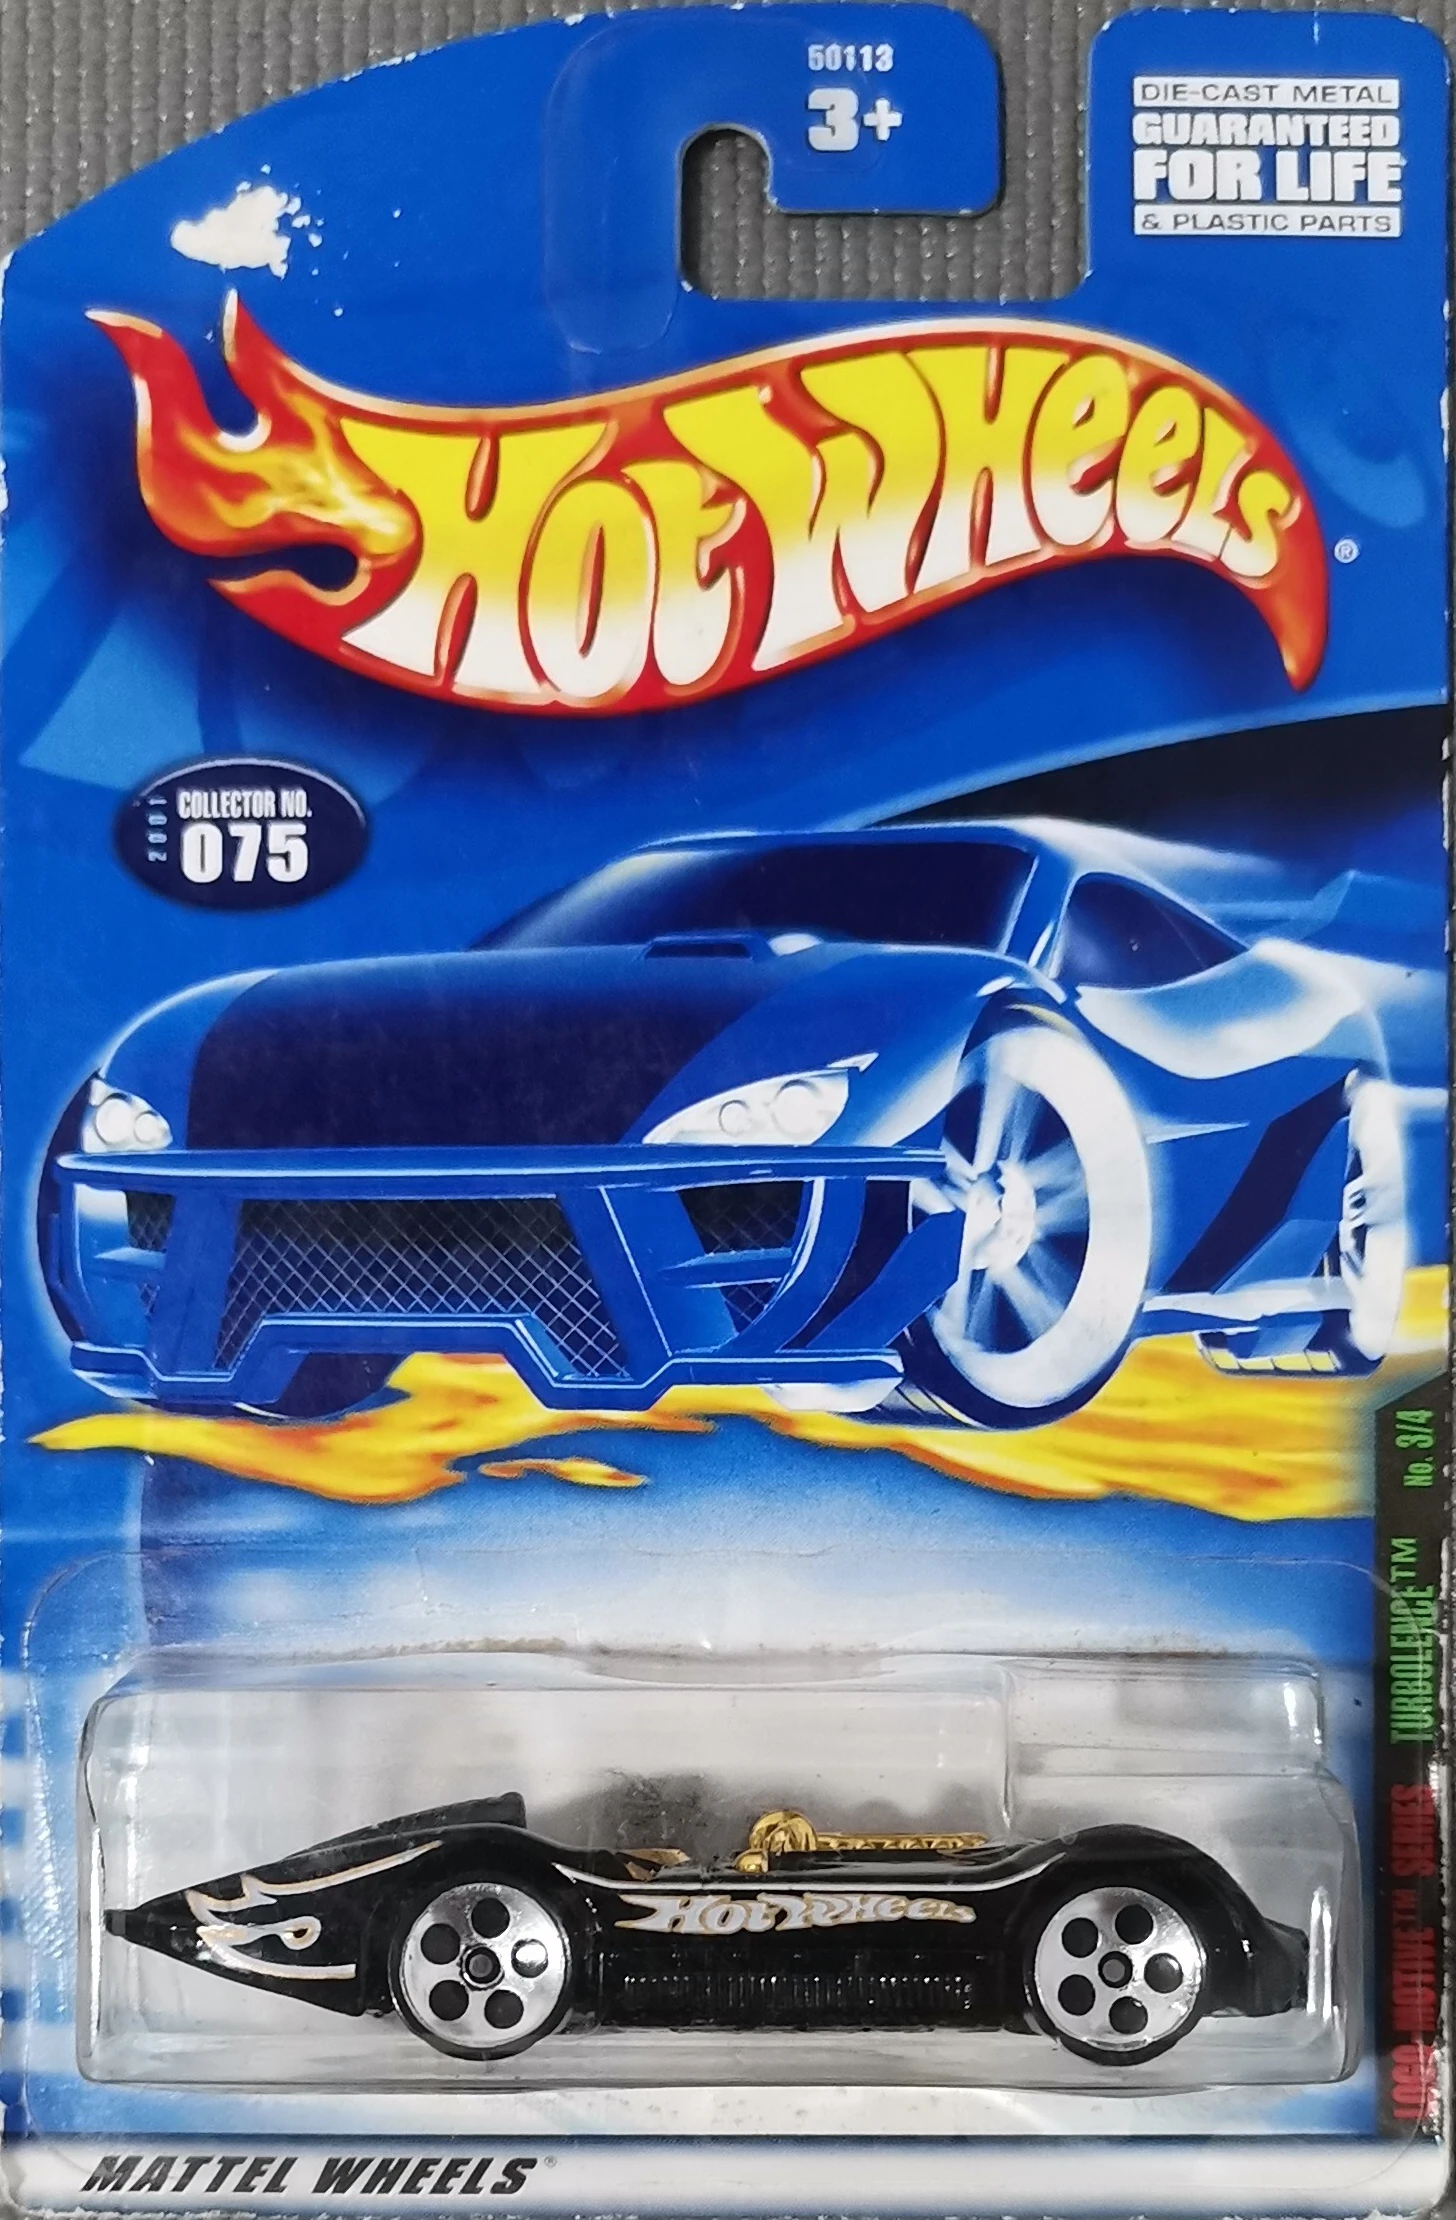 50113
3+
DIE-CAST METAL
GUARANTEED
FOR LIFE
& PLASTIC PARTS
HOT WHEELS®
2001
COLLECTOR NO.
075
LOGO-MOTIVE™ SERIES TURBOLENCE™ No. 3/4
HOT WHEELS
MATTEL WHEELS®